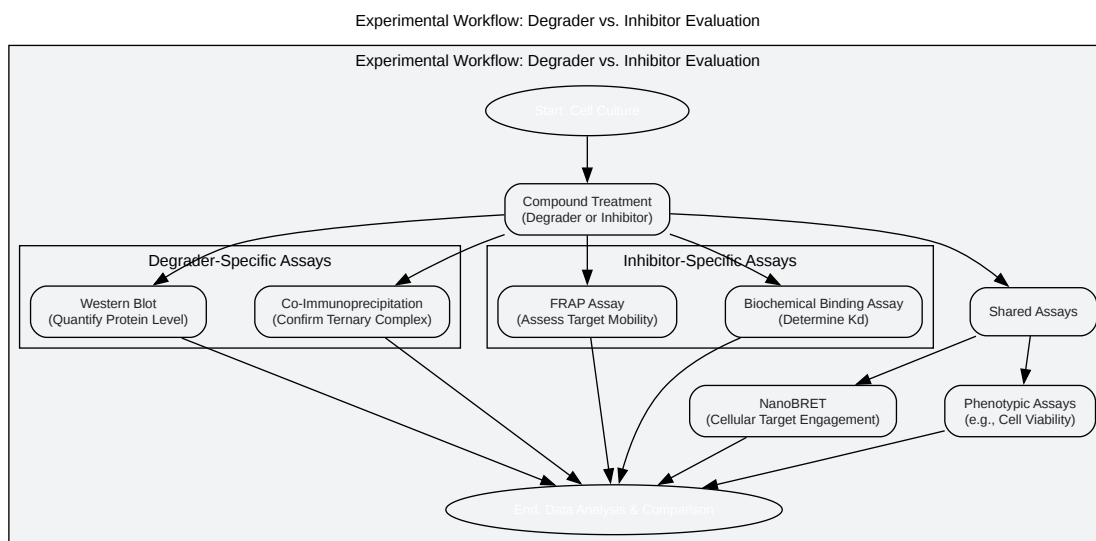 Experimental Workflow: Degrader vs. Inhibitor Evaluation
Experimental Workflow: Degrader vs. Inhibitor Evaluation
Start: Cell Culture
Compound Treatment
(Degrader or Inhibitor)
Degrader-Specific Assays
Inhibitor-Specific Assays
Western Blot
(Quantify Protein Level)
Co-Immunoprecipitation
(Confirm Ternary Complex)
FRAP Assay
(Assess Target Mobility)
Biochemical Binding Assay
(Determine Kd)
Shared Assays
NanoBRET
(Cellular Target Engagement)
Phenotypic Assays
(e.g., Cell Viability)
End: Data Analysis & Comparison